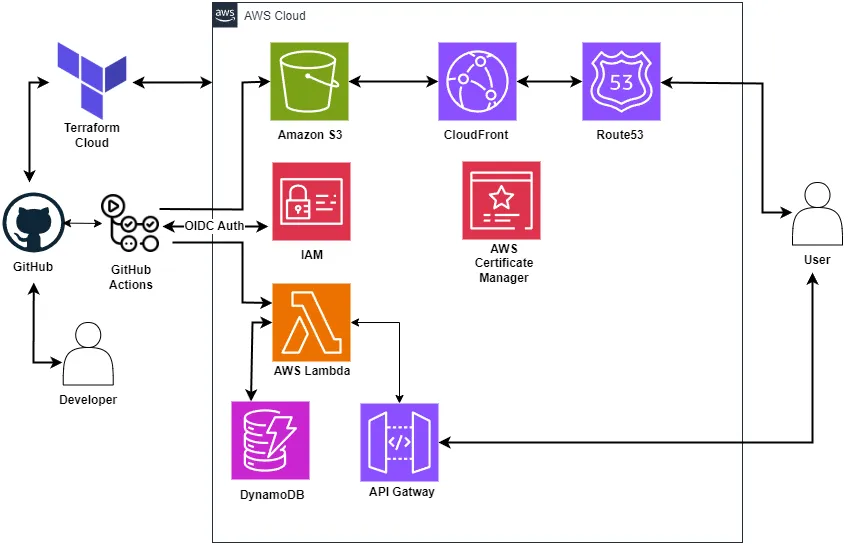 aws
AWS Cloud
Terraform
Cloud
Amazon S3
CloudFront
53
Route53
GitHub
GitHub
Actions
OIDC Auth
IAM
AWS
Certificate
Manager
User
Developer
AWS Lambda
DynamoDB
</>
API Gatway